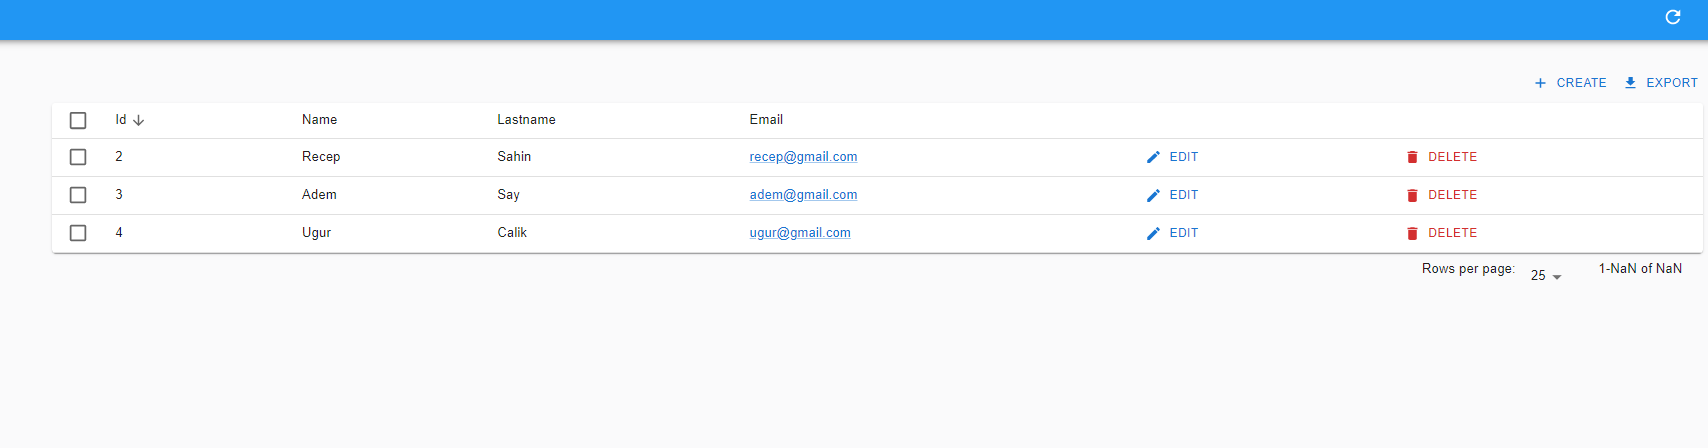 CREATE EXPORT
Id Name Lastname Email
2 Recep Sahin recep@gmail.com EDIT DELETE
3 Adem Say adem@gmail.com EDIT DELETE
4 Ugur Calik ugur@gmail.com EDIT DELETE
Rows per page: 25 1-NaN of NaN